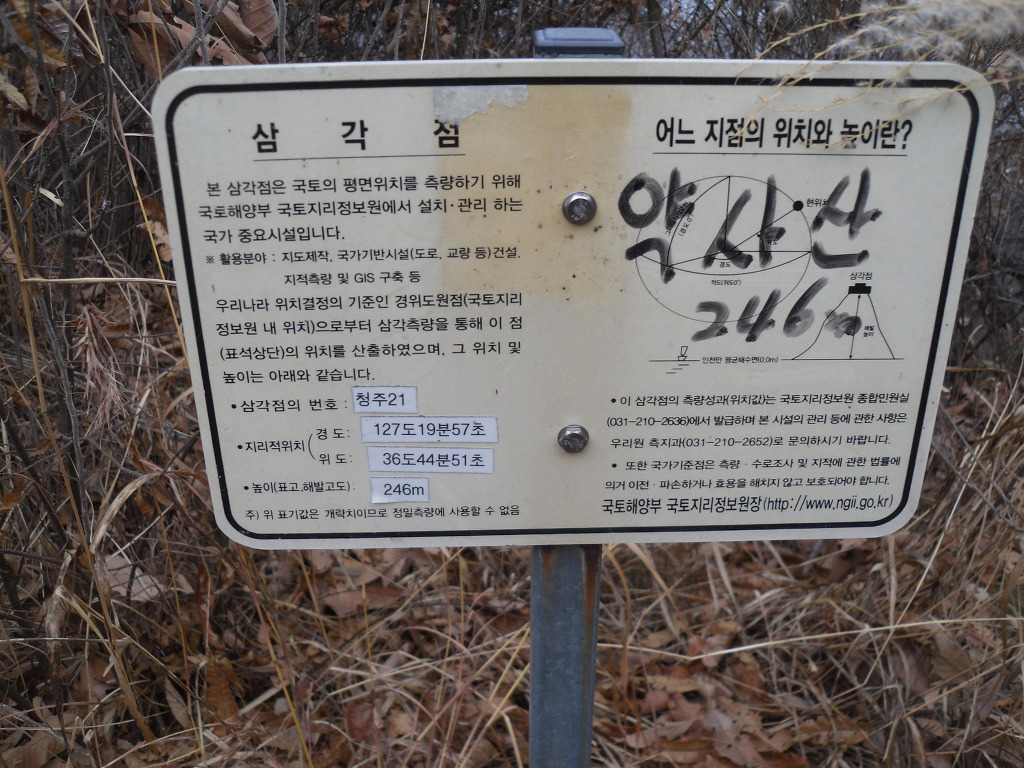 삼 각 점
본 삼각점은 국토의 평면위치를 측량하기 위해
국토해양부 국토지리정보원에서 설치·관리 하는
국가 중요시설입니다.
※ 활용분야 : 지도제작, 국가기반시설(도로, 교량 등)건설,
지적측량 및 GIS 구축 등
우리나라 위치결정의 기준인 경위도원점(국토지리
정보원 내 위치)으로부터 삼각측량을 통해 이 점
(표석상단)의 위치를 산출하였으며, 그 위치 및
높이는 아래와 같습니다.
•삼각점의 번호 : 청주21
•지리적위치( 경 도: 127도19분57초
위 도: 36도44분51초
•높이(표고,해발고도): 246m
주) 위 표기값은 개략치이므로 정밀측량에 사용할 수 없음
어느 지점의 위치와 높이란?
현위치
경도
적도(위도0°)
산
246m
삼각점
해발
높이
인천만 평균해수면(0.0m)
• 이 삼각점의 측량성과(위치값)는 국토지리정보원 종합민원실
(031-210-2636)에서 발급하며 본 시설의 관리 등에 관한 사항은
우리원 측지과(031-210-2652)로 문의하시기 바랍니다.
• 또한 국가기준점은 측량·수로조사 및 지적에 관한 법률에
의거 이전·파손하거나 효용을 해치지 않고 보호되어야 합니다.
국토해양부 국토지리정보원장(http://www.ngii.go.kr)